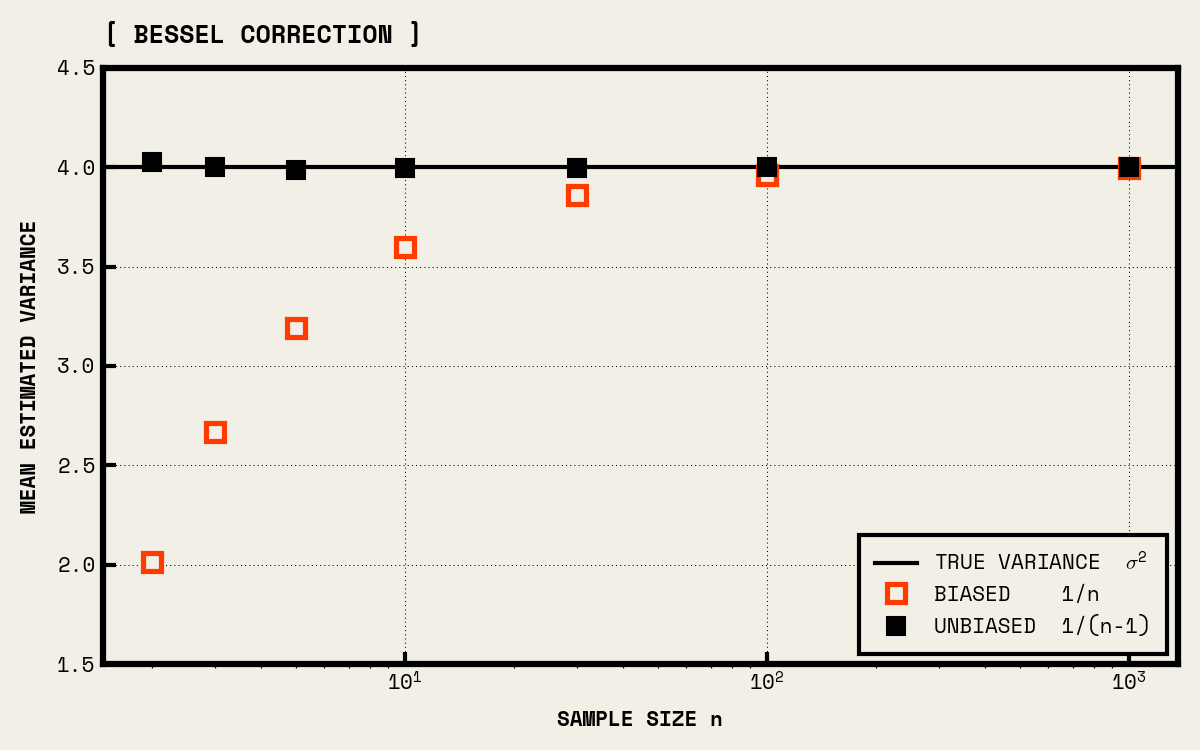 [ BESSEL CORRECTION ]
4.5
4.0
3.5
3.0
2.5
2.0
1.5
MEAN ESTIMATED VARIANCE
TRUE VARIANCE σ²
BIASED 1/n
UNBIASED 1/(n-1)
10¹ 10² 10³
SAMPLE SIZE n